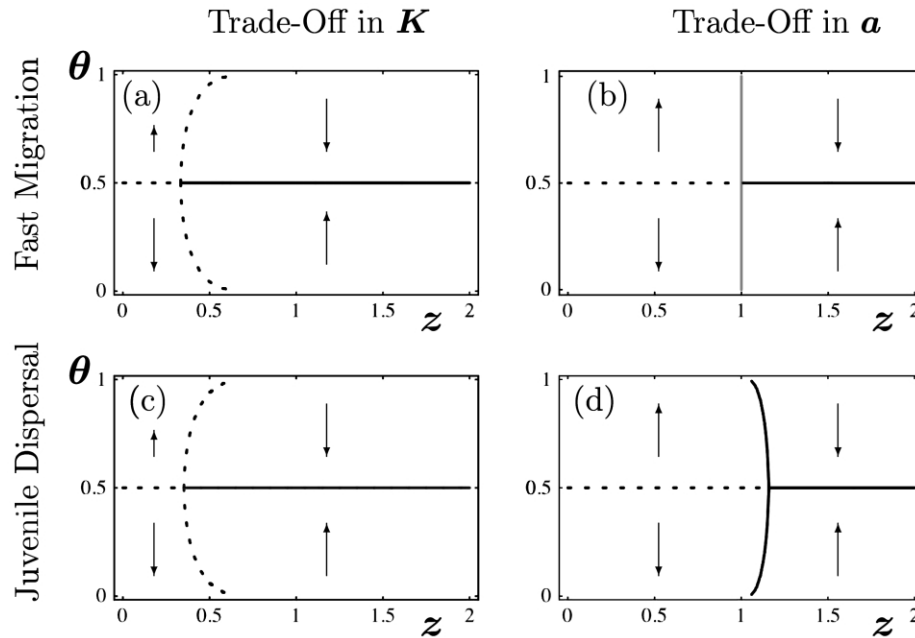 Trade-Off in K Trade-Off in a
Fast Migration
θ
(a)
1
0.5
0
0 0.5 1 1.5 2
z
(b)
1
0.5
0
0 0.5 1 1.5 2
z
Juvenile Dispersal
θ
(c)
1
0.5
0
0 0.5 1 1.5 2
z
(d)
1
0.5
0
0 0.5 1 1.5 2
z